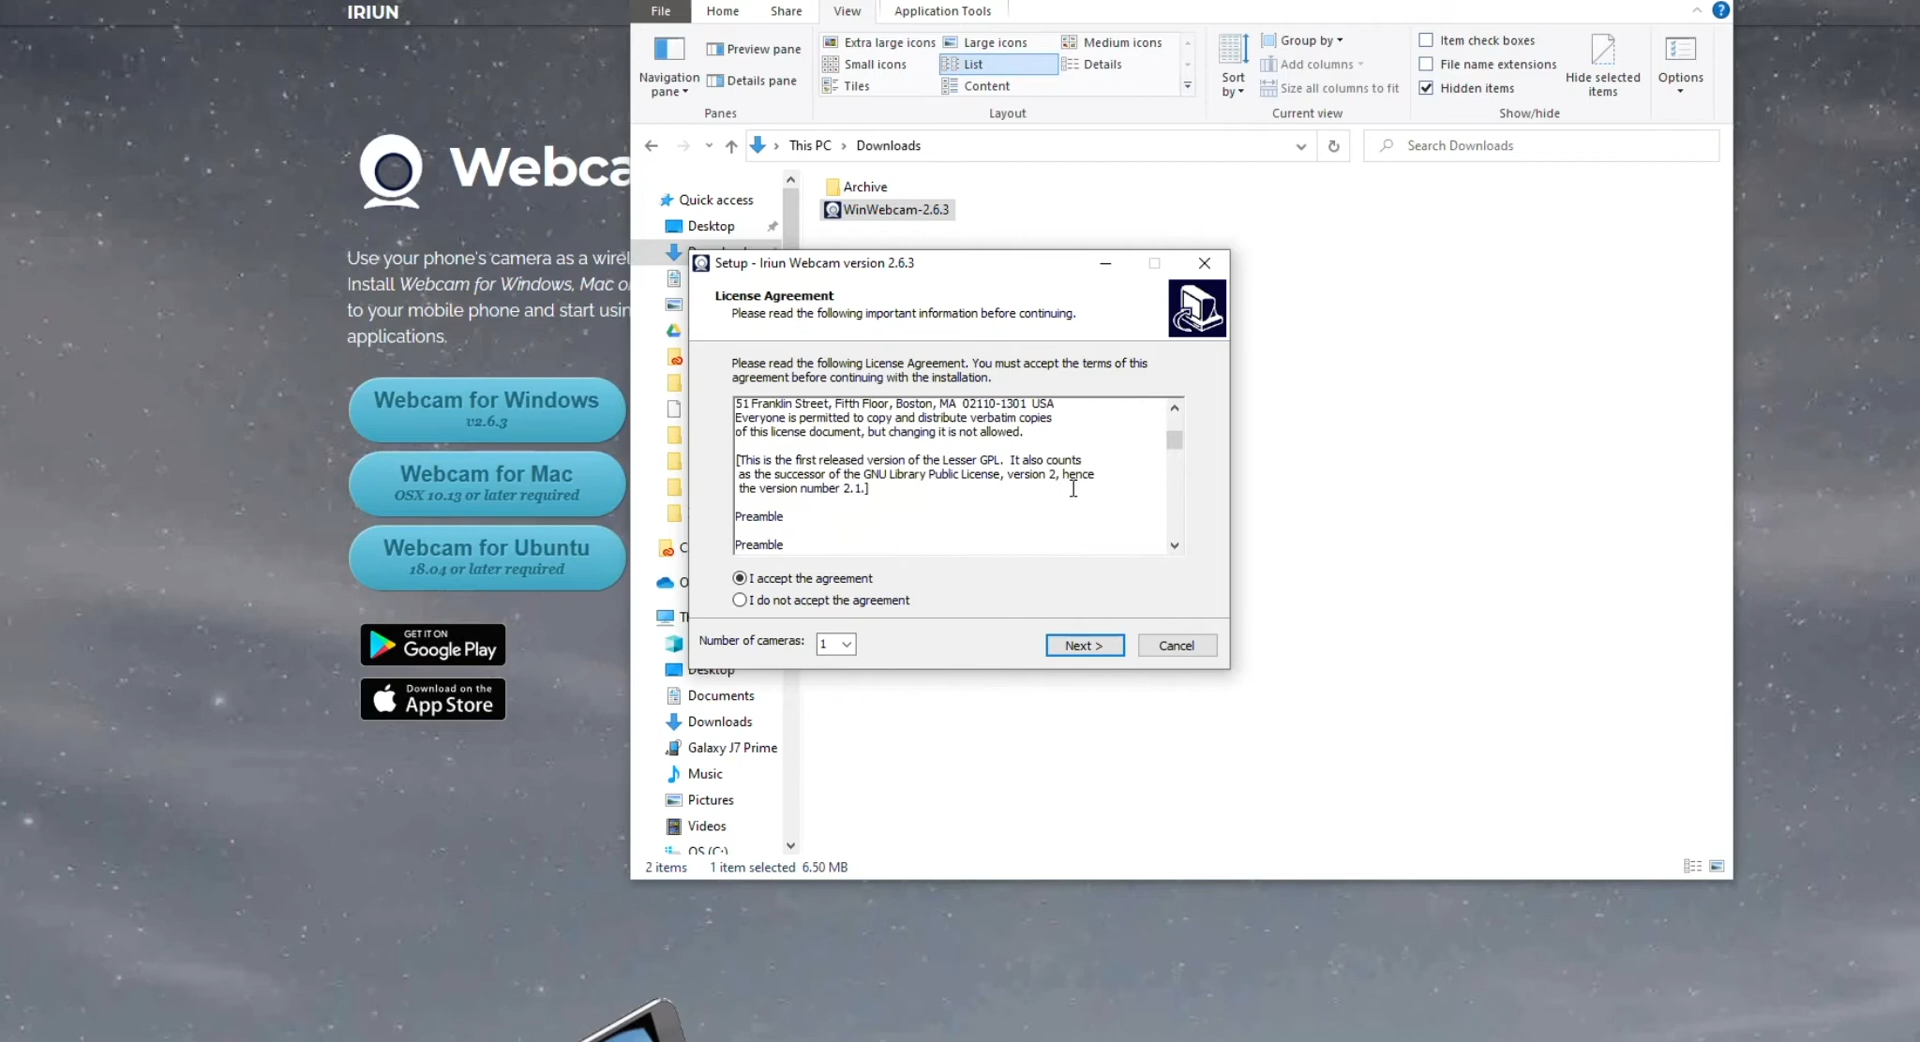 IRIUN
Webca
Use your phone's camera as a wirel
Install Webcam for Windows, Mac o
to your mobile phone and start usin
applications.
Webcam for Windows
v2.6.3
Webcam for Mac
OSX 10.13 or later required
Webcam for Ubuntu
18.04 or later required
GET IT ON
Google Play
Download on the
App Store
File Home Share View Application Tools
Navigation
pane
Preview pane
Details pane
Panes
Extra large icons Large icons Medium icons
Small icons List Details
Tiles Content
Layout
Sort
by
Group by
Add columns
Size all columns to fit
Current view
Item check boxes
File name extensions
Hidden items
Hide selected
items
Show/hide
Options
This PC > Downloads
Search Downloads
Quick access
Desktop
Archive
WinWebcam-2.6.3
Setup - Iriun Webcam version 2.6.3
License Agreement
Please read the following important information before continuing.
Please read the following License Agreement. You must accept the terms of this
agreement before continuing with the installation.
51 Franklin Street, Fifth Floor, Boston, MA 02110-1301 USA
Everyone is permitted to copy and distribute verbatim copies
of this license document, but changing it is not allowed.
[This is the first released version of the Lesser GPL. It also counts
as the successor of the GNU Library Public License, version 2, hence
the version number 2.1.]
Preamble
Preamble
I accept the agreement
I do not accept the agreement
Number of cameras: 1
Next >
Cancel
C
O
Th
Desktop
Documents
Downloads
Galaxy J7 Prime
Music
Pictures
Videos
OS (C:)
2 items 1 item selected 6.50 MB